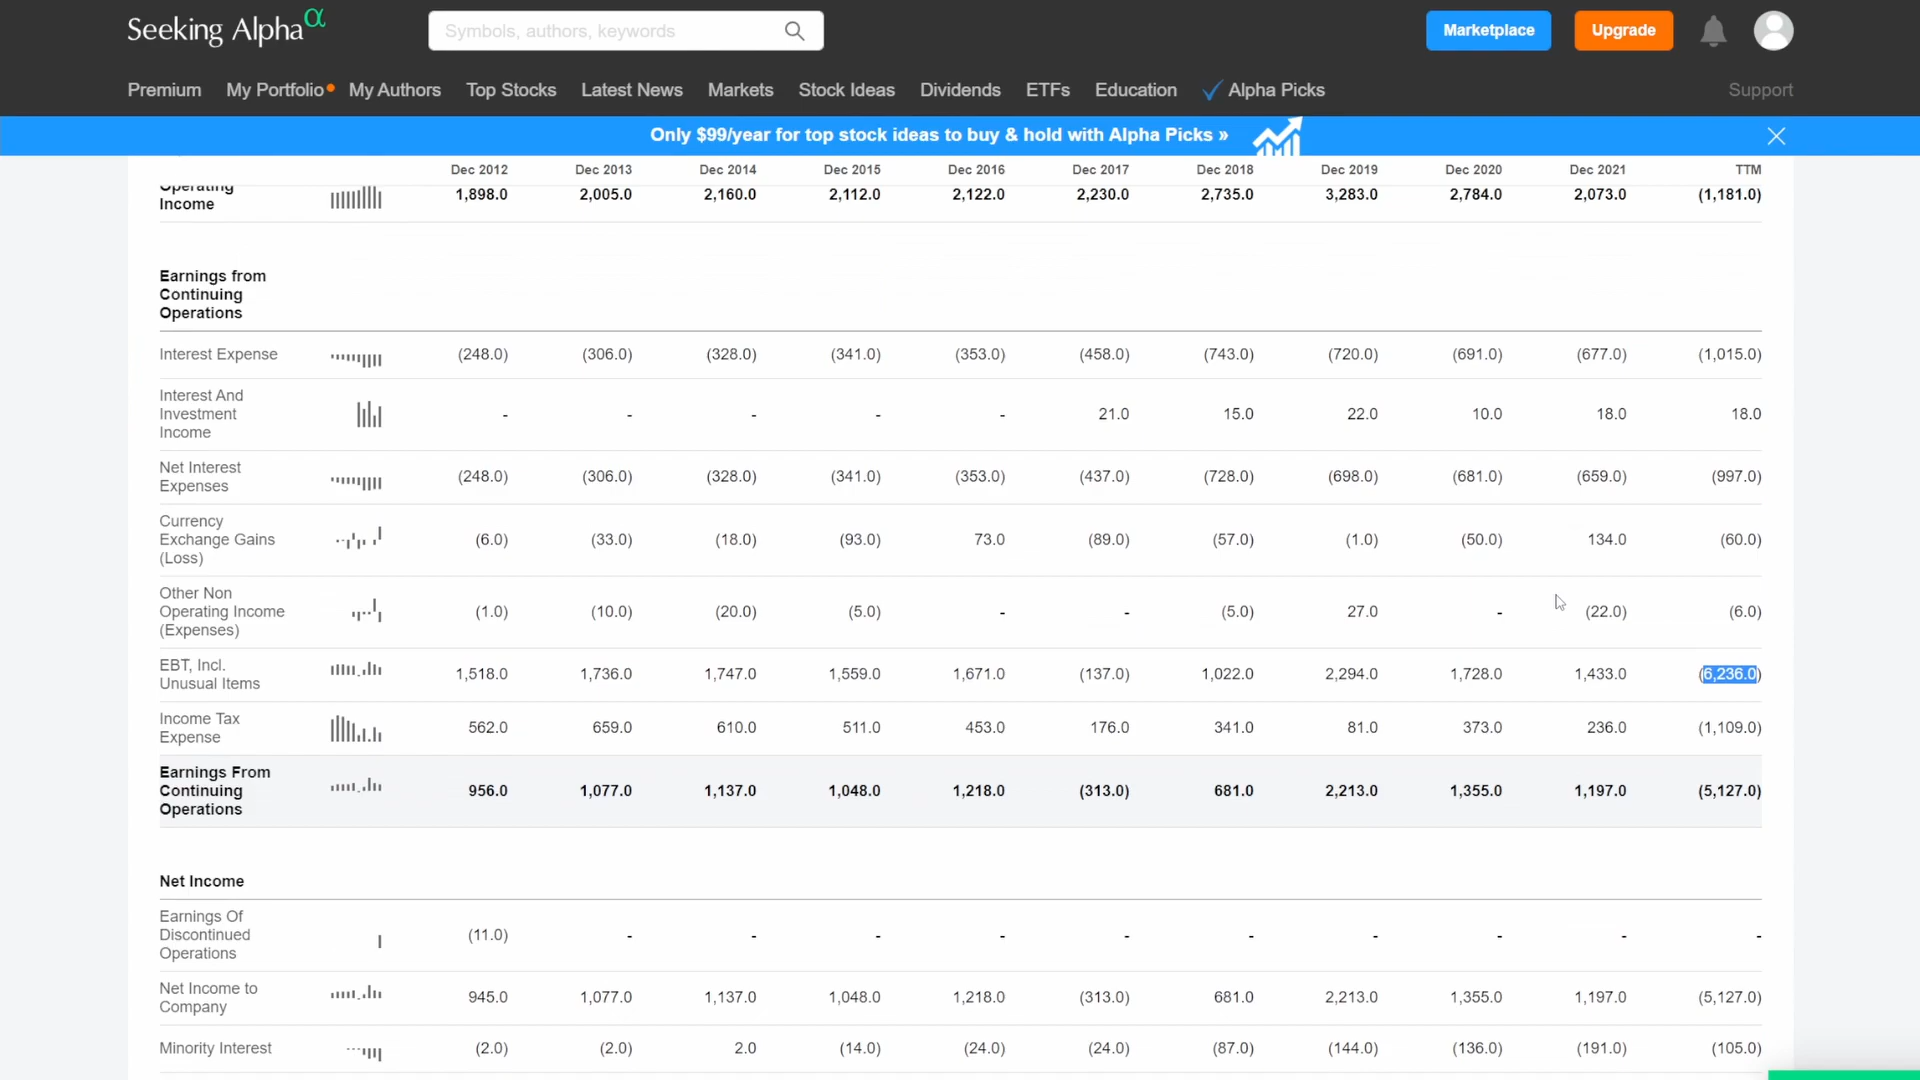 Seeking Alphaα
Symbols, authors, keywords
Marketplace
Upgrade
Premium My Portfolio My Authors Top Stocks Latest News Markets Stock Ideas Dividends ETFs Education Alpha Picks Support
Only $99/year for top stock ideas to buy & hold with Alpha Picks »
Dec 2012 Dec 2013 Dec 2014 Dec 2015 Dec 2016 Dec 2017 Dec 2018 Dec 2019 Dec 2020 Dec 2021 TTM
Operating
Income 1,898.0 2,005.0 2,160.0 2,112.0 2,122.0 2,230.0 2,735.0 3,283.0 2,784.0 2,073.0 (1,181.0)
Earnings from
Continuing
Operations
Interest Expense (248.0) (306.0) (328.0) (341.0) (353.0) (458.0) (743.0) (720.0) (691.0) (677.0) (1,015.0)
Interest And
Investment - - - - - 21.0 15.0 22.0 10.0 18.0 18.0
Income
Net Interest
Expenses (248.0) (306.0) (328.0) (341.0) (353.0) (437.0) (728.0) (698.0) (681.0) (659.0) (997.0)
Currency
Exchange Gains (6.0) (33.0) (18.0) (93.0) 73.0 (89.0) (57.0) (1.0) (50.0) 134.0 (60.0)
(Loss)
Other Non
Operating Income (1.0) (10.0) (20.0) (5.0) - - (5.0) 27.0 - (22.0) (6.0)
(Expenses)
EBT, Incl.
Unusual Items 1,518.0 1,736.0 1,747.0 1,559.0 1,671.0 (137.0) 1,022.0 2,294.0 1,728.0 1,433.0 (6,236.0)
Income Tax
Expense 562.0 659.0 610.0 511.0 453.0 176.0 341.0 81.0 373.0 236.0 (1,109.0)
Earnings From
Continuing 956.0 1,077.0 1,137.0 1,048.0 1,218.0 (313.0) 681.0 2,213.0 1,355.0 1,197.0 (5,127.0)
Operations
Net Income
Earnings Of
Discontinued (11.0) - - - - - - - - - -
Operations
Net Income to
Company 945.0 1,077.0 1,137.0 1,048.0 1,218.0 (313.0) 681.0 2,213.0 1,355.0 1,197.0 (5,127.0)
Minority Interest (2.0) (2.0) 2.0 (14.0) (24.0) (24.0) (87.0) (144.0) (136.0) (191.0) (105.0)